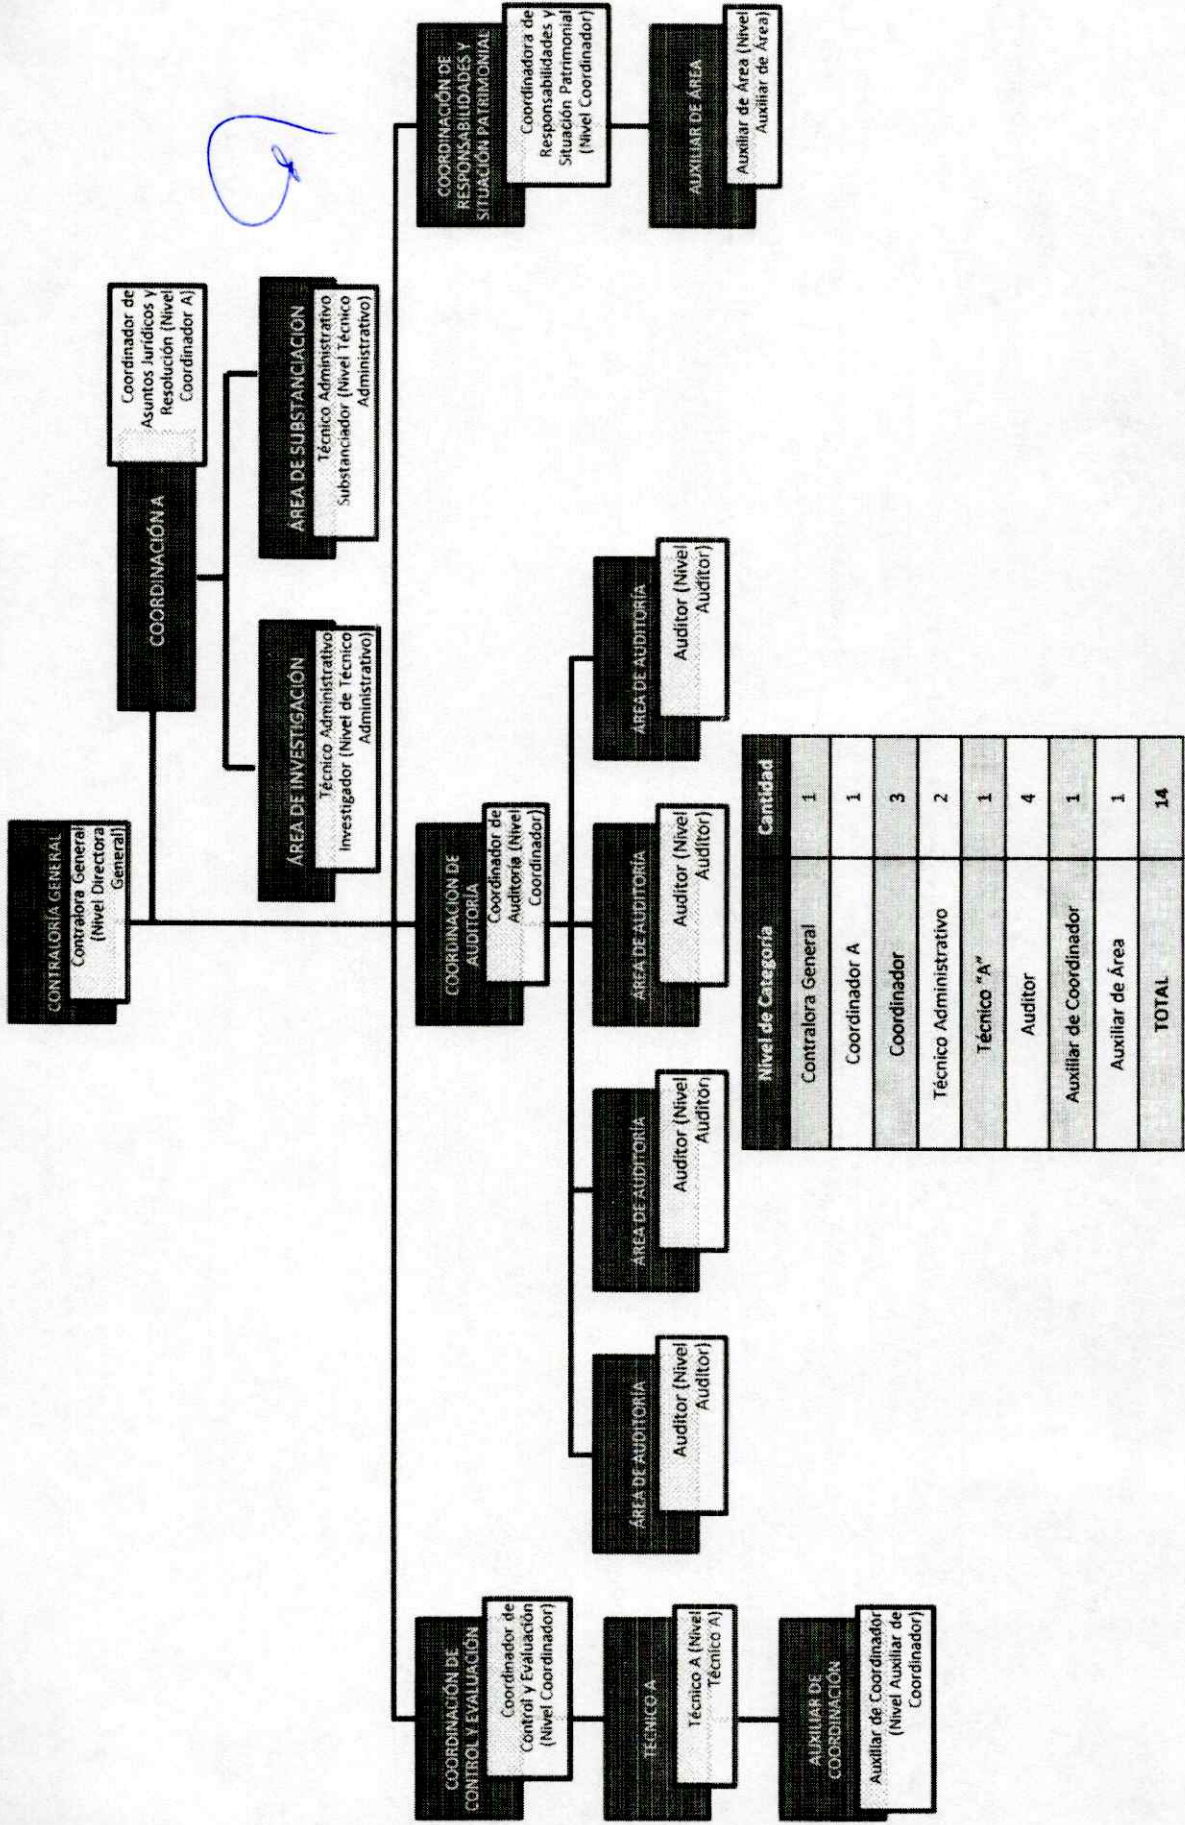 CONTRALORÍA GENERAL
Contralora General
(Nivel Directora
General)
COORDINACIÓN A
Coordinador de
Asuntos Jurídicos y
Resolución (Nivel
Coordinador A)
ÁREA DE INVESTIGACIÓN
Técnico Administrativo
Investigador (Nivel de Técnico
Administrativo)
ÁREA DE SUBSTANCIACIÓN
Técnico Administrativo
Substanciador (Nivel Técnico
Administrativo)
COORDINACIÓN DE
CONTROL Y EVALUACIÓN
Coordinador de
Control y Evaluación
(Nivel Coordinador)
COORDINACIÓN DE
AUDITORÍA
Coordinador de
Auditoría (Nivel
Coordinador)
COORDINACIÓN DE
RESPONSABILIDADES Y
SITUACIÓN PATRIMONIAL
Coordinadora de
Responsabilidades y
Situación Patrimonial
(Nivel Coordinador)
TECNICO A
Técnico A (Nivel
Técnico A)
ÁREA DE AUDITORÍA
Auditor (Nivel
Auditor)
ÁREA DE AUDITORÍA
Auditor (Nivel
Auditor)
ÁREA DE AUDITORÍA
Auditor (Nivel
Auditor)
ÁREA DE AUDITORÍA
Auditor (Nivel
Auditor)
AUXILIAR DE ÁREA
Auxiliar de Área (Nivel
Auxiliar de Área)
AUXILIAR DE
COORDINACIÓN
Auxiliar de Coordinador
(Nivel Auxiliar de
Coordinador)
Nivel de Categoría Cantidad
Contralora General 1
Coordinador A 1
Coordinador 3
Técnico Administrativo 2
Técnico "A" 1
Auditor 4
Auxiliar de Coordinador 1
Auxiliar de Área 1
TOTAL 14